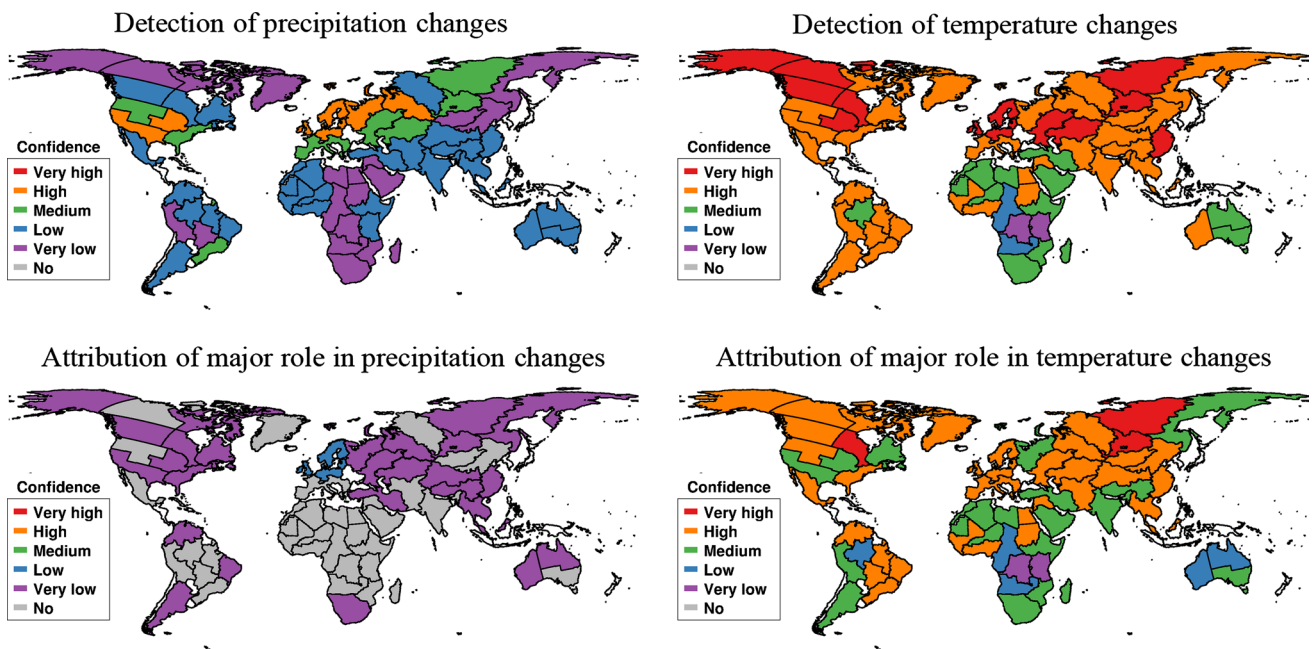 Detection of precipitation changes
Confidence
Very high
High
Medium
Low
Very low
No
Detection of temperature changes
Confidence
Very high
High
Medium
Low
Very low
No
Attribution of major role in precipitation changes
Confidence
Very high
High
Medium
Low
Very low
No
Attribution of major role in temperature changes
Confidence
Very high
High
Medium
Low
Very low
No